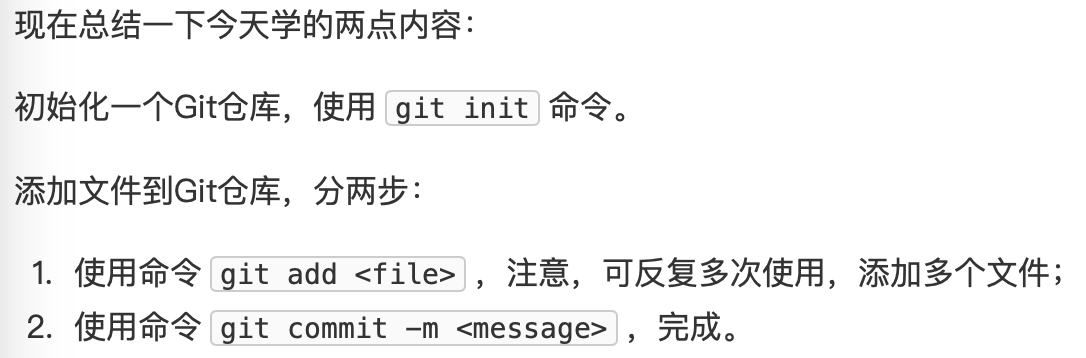 现在总结一下今天学的两点内容：
初始化一个Git仓库，使用 git init 命令。
添加文件到Git仓库，分两步：
1. 使用命令 git add <file> ，注意，可反复多次使用，添加多个文件；
2. 使用命令 git commit -m <message> ，完成。